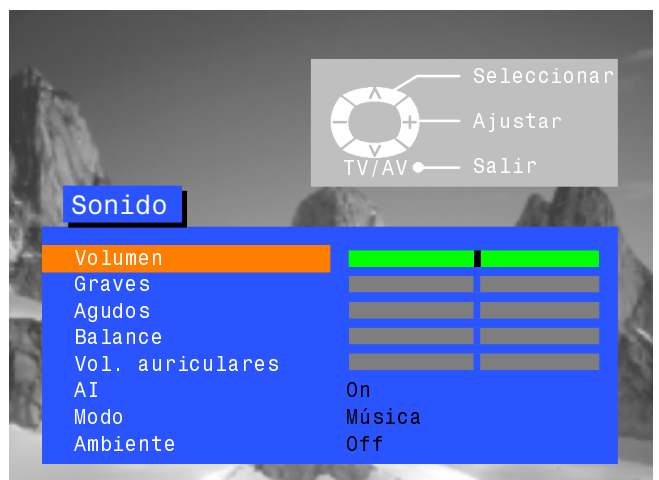 Seleccionar
Ajustar
TV/AV Salir
Sonido
Volumen
Graves
Agudos
Balance
Vol. auriculares
AI On
Modo Música
Ambiente Off